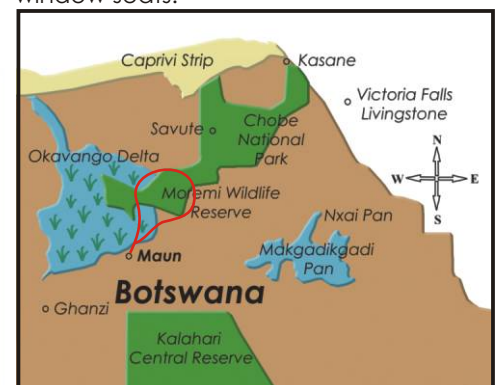 window seats.
Caprivi Strip
Kasane
Victoria Falls
Livingstone
Savute
Chobe
National
Park
Okavango Delta
N
W
E
S
Moremi Wildlife
Reserve
Nxai Pan
Makgadikgadi
Pan
Maun
Botswana
Ghanzi
Kalahari
Central Reserve